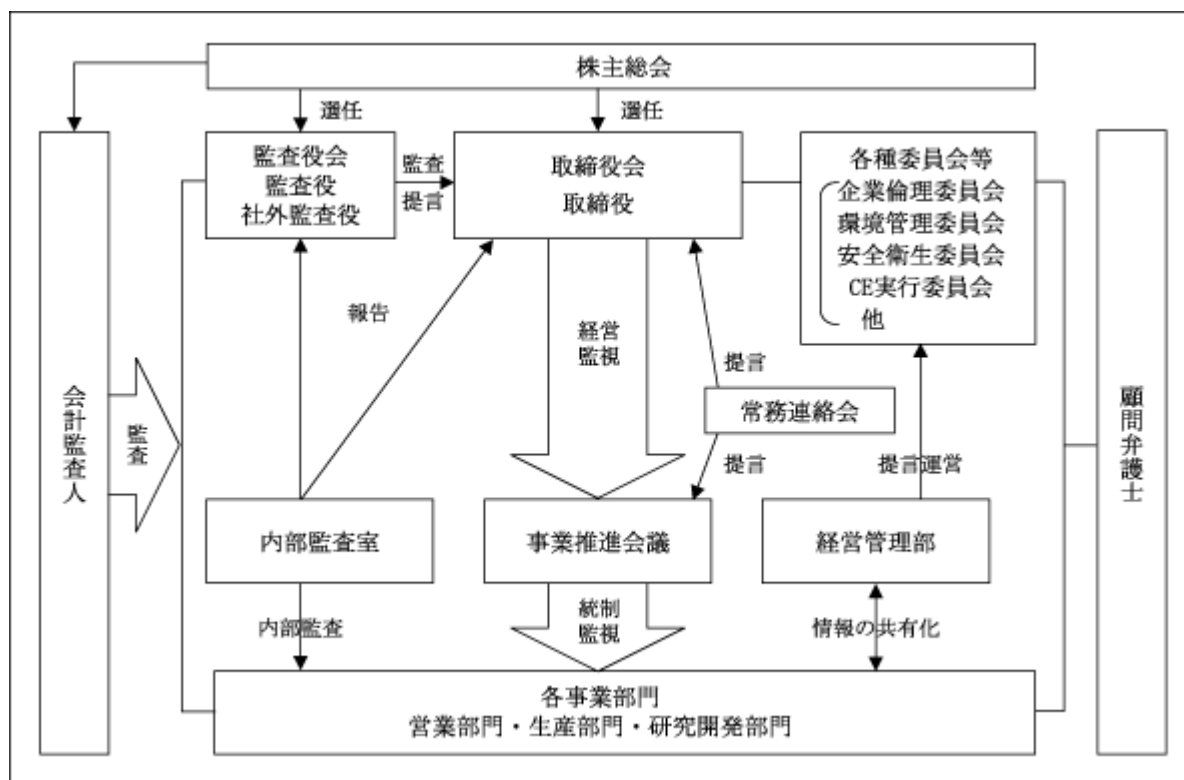 株主総会
選任
選任
監査役会
監査役
社外監査役
監査
提言
取締役会
取締役
各種委員会等
企業倫理委員会
環境管理委員会
安全衛生委員会
CE実行委員会
他
報告
経営
監視
提言
常務連絡会
提言
提言運営
会計監査人
監査
顧問弁護士
内部監査室
事業推進会議
経営管理部
内部監査
統制
監視
情報の共有化
各事業部門
営業部門・生産部門・研究開発部門